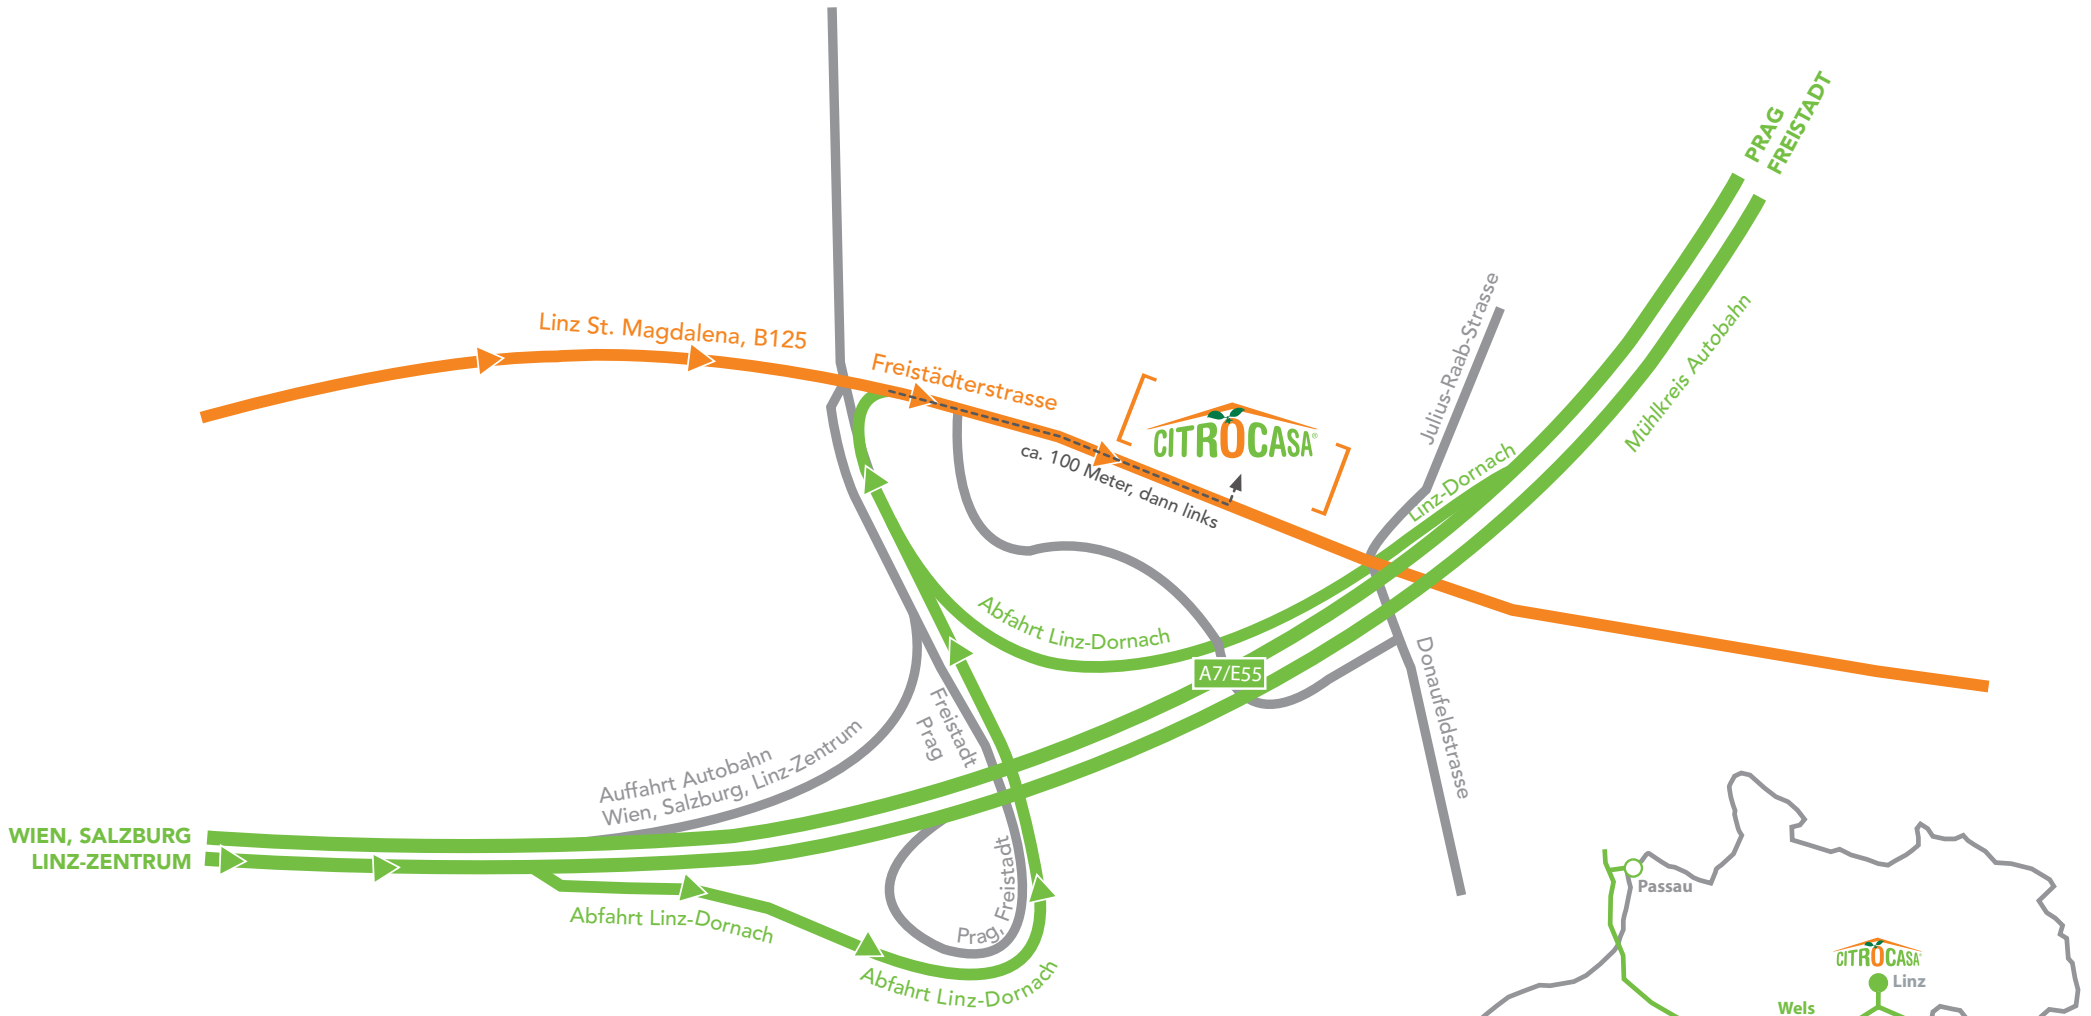 PRAG
FREISTADT
Linz St. Magdalena, B125
Freistädterstrasse
CITROCASA®
ca. 100 Meter, dann links
Julius-Raab-Strasse
Mühlkreis Autobahn
Linz-Dornach
Abfahrt Linz-Dornach
A7/E55
Donaufeldstrasse
Freistadt
Prag
Auffahrt Autobahn
Wien, Salzburg, Linz-Zentrum
WIEN, SALZBURG
LINZ-ZENTRUM
Prag, Freistadt
Abfahrt Linz-Dornach
Abfahrt Linz-Dornach
Passau
CITROCASA
Linz
Wels